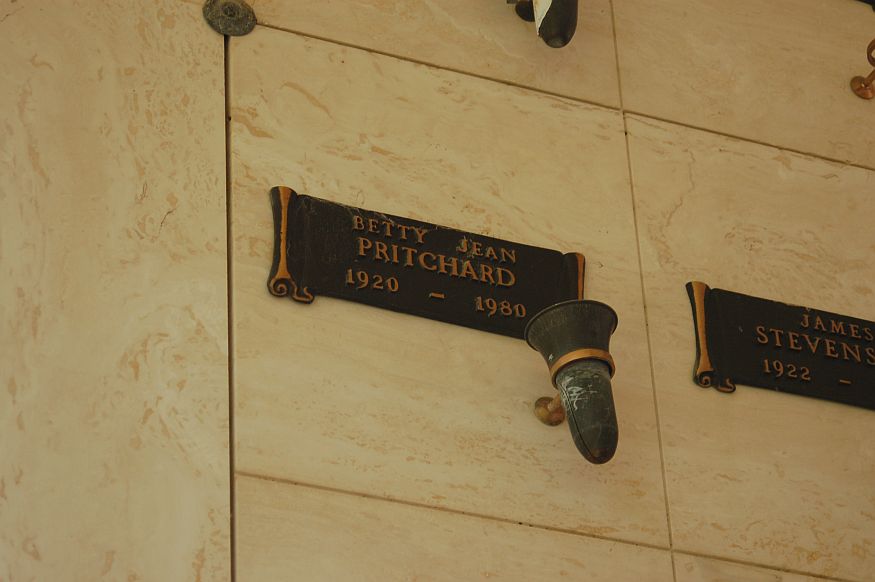 BETTY JEAN
PRITCHARD
1920 – 1980
JAMES
STEVENS
1922 –